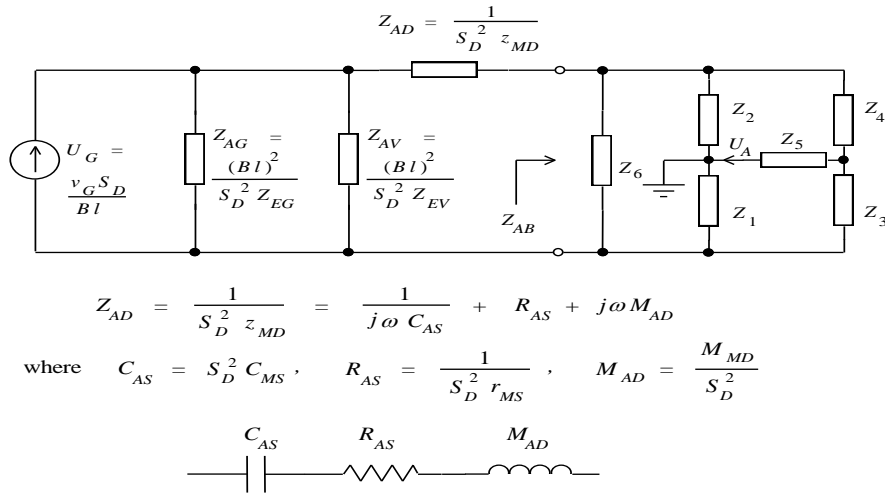 Z_AD = 1 / (S_D^2 z_MD)
U_G = v_G S_D / Bl
Z_AG = (Bl)^2 / (S_D^2 Z_EG)
Z_AV = (Bl)^2 / (S_D^2 Z_EV)
Z_AB
Z_6
Z_2
Z_4
U_A
Z_5
Z_1
Z_3
Z_AD = 1 / (S_D^2 z_MD) = 1 / (jω C_AS) + R_AS + jω M_AD
where C_AS = S_D^2 C_MS , R_AS = 1 / (S_D^2 r_MS) , M_AD = M_MD / S_D^2
C_AS R_AS M_AD